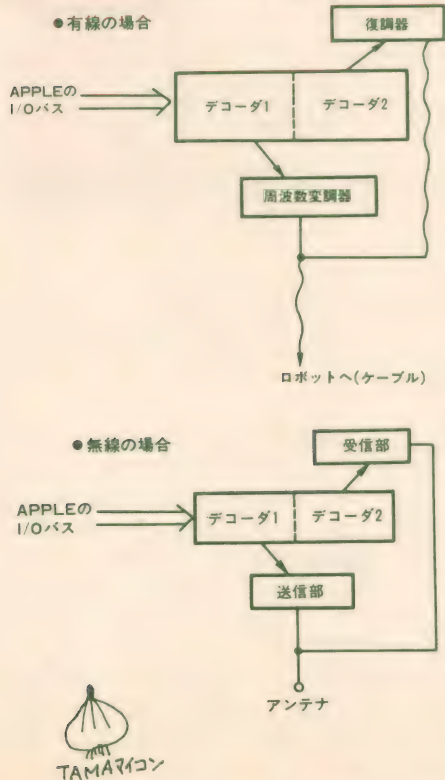 ●有線の場合
復調器
APPLEの
I/Oバス
デコーダ1
デコーダ2
周波数変調器
ロボットへ(ケーブル)
●無線の場合
受信部
APPLEの
I/Oバス
デコーダ1
デコーダ2
送信部
アンテナ
TAMAマイコン